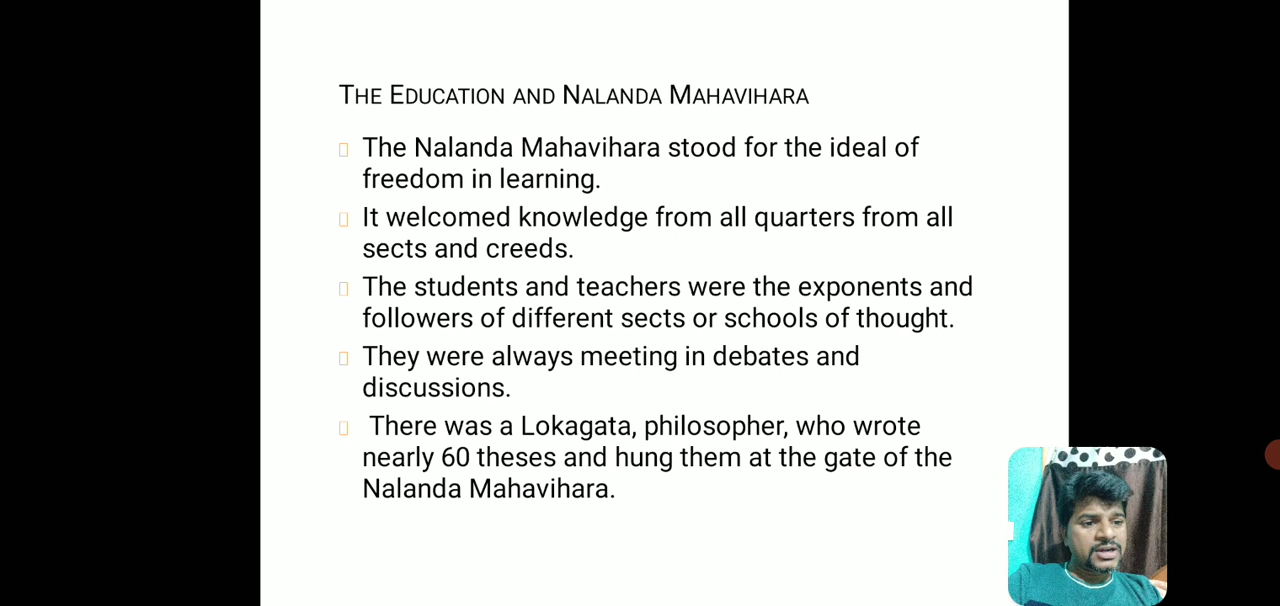 The Education and Nalanda Mahavihara
The Nalanda Mahavihara stood for the ideal of
freedom in learning.
It welcomed knowledge from all quarters from all
sects and creeds.
The students and teachers were the exponents and
followers of different sects or schools of thought.
They were always meeting in debates and
discussions.
There was a Lokagata, philosopher, who wrote
nearly 60 theses and hung them at the gate of the
Nalanda Mahavihara.